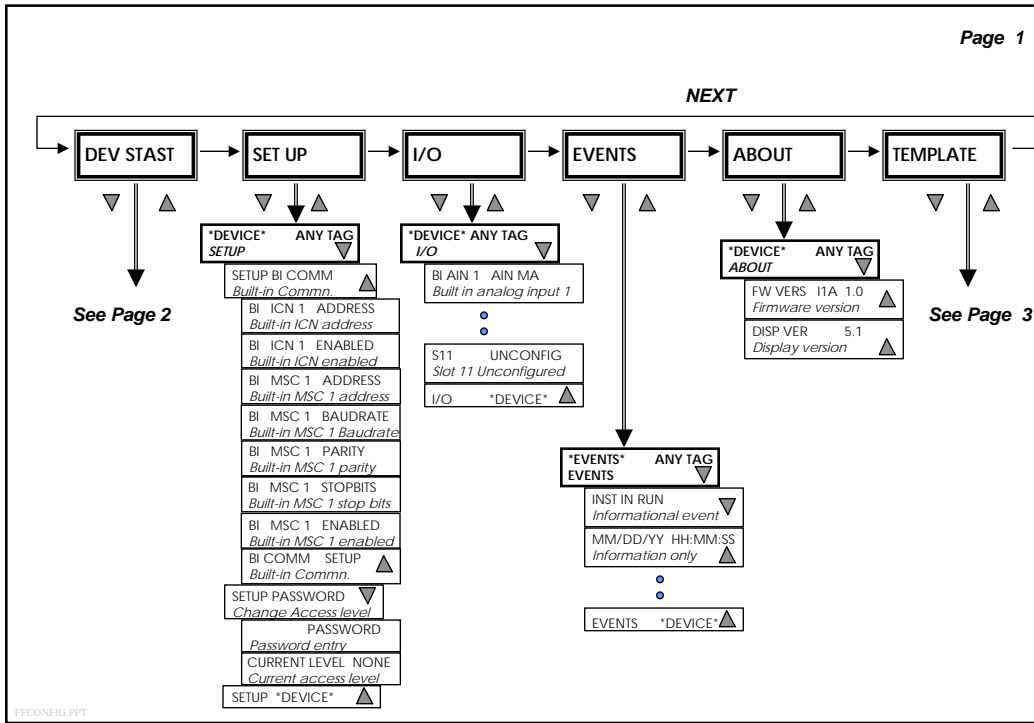 Page 1
NEXT
DEV STAST
SET UP
I/O
EVENTS
ABOUT
TEMPLATE
See Page 2
*DEVICE* ANY TAG
SETUP
SETUP BI COMM
Built-in Commn.
BI ICN 1 ADDRESS
Built-in ICN address
BI ICN 1 ENABLED
Built-in ICN enabled
BI MSC 1 ADDRESS
Built-in MSC 1 address
BI MSC 1 BAUDRATE
Built-in MSC 1 Baudrate
BI MSC 1 PARITY
Built-in MSC 1 parity
BI MSC 1 STOPBITS
Built-in MSC 1 stop bits
BI MSC 1 ENABLED
Built-in MSC 1 enabled
BI COMM SETUP
Built-in Commn.
SETUP PASSWORD
Change Access level
PASSWORD
Password entry
CURRENT LEVEL NONE
Current access level
SETUP *DEVICE*
*DEVICE* ANY TAG
I/O
BI AIN 1 AIN MA
Built in analog input 1
S11 UNCONFIG
Slot 11 Unconfigured
I/O *DEVICE*
*EVENTS* ANY TAG
EVENTS
INST IN RUN
Informational event
MM/DD/YY HH:MM:SS
Information only
EVENTS *DEVICE*
*DEVICE* ANY TAG
ABOUT
FW VERS I1A 1.0
Firmware version
DISP VER 5.1
Display version
See Page 3
FFCONFIG.PPT